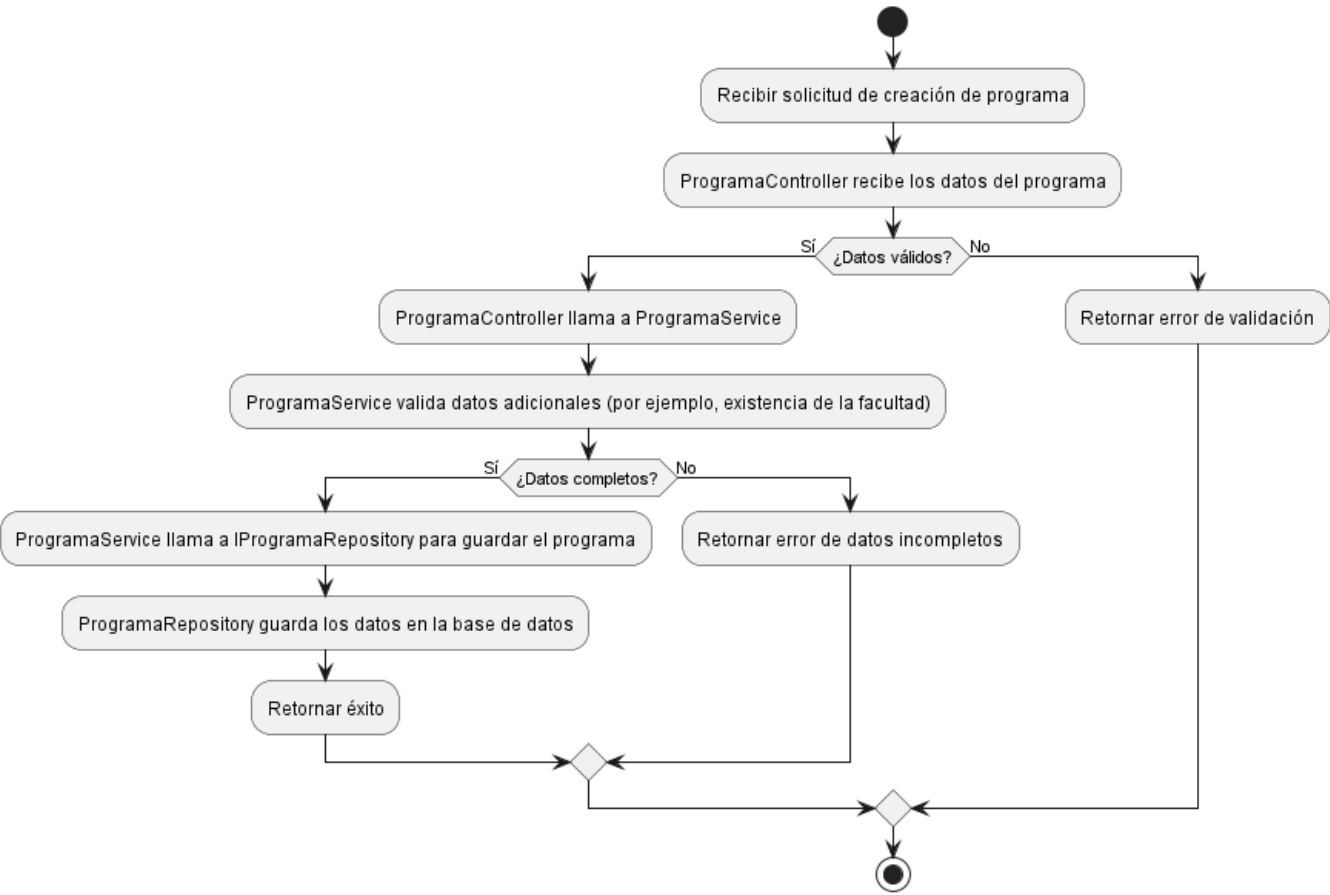 Recibir solicitud de creación de programa
ProgramaController recibe los datos del programa
Sí
¿Datos válidos?
No
ProgramaController llama a ProgramaService
Retornar error de validación
ProgramaService valida datos adicionales (por ejemplo, existencia de la facultad)
Sí
¿Datos completos?
No
ProgramaService llama a IProgramaRepository para guardar el programa
Retornar error de datos incompletos
ProgramaRepository guarda los datos en la base de datos
Retornar éxito